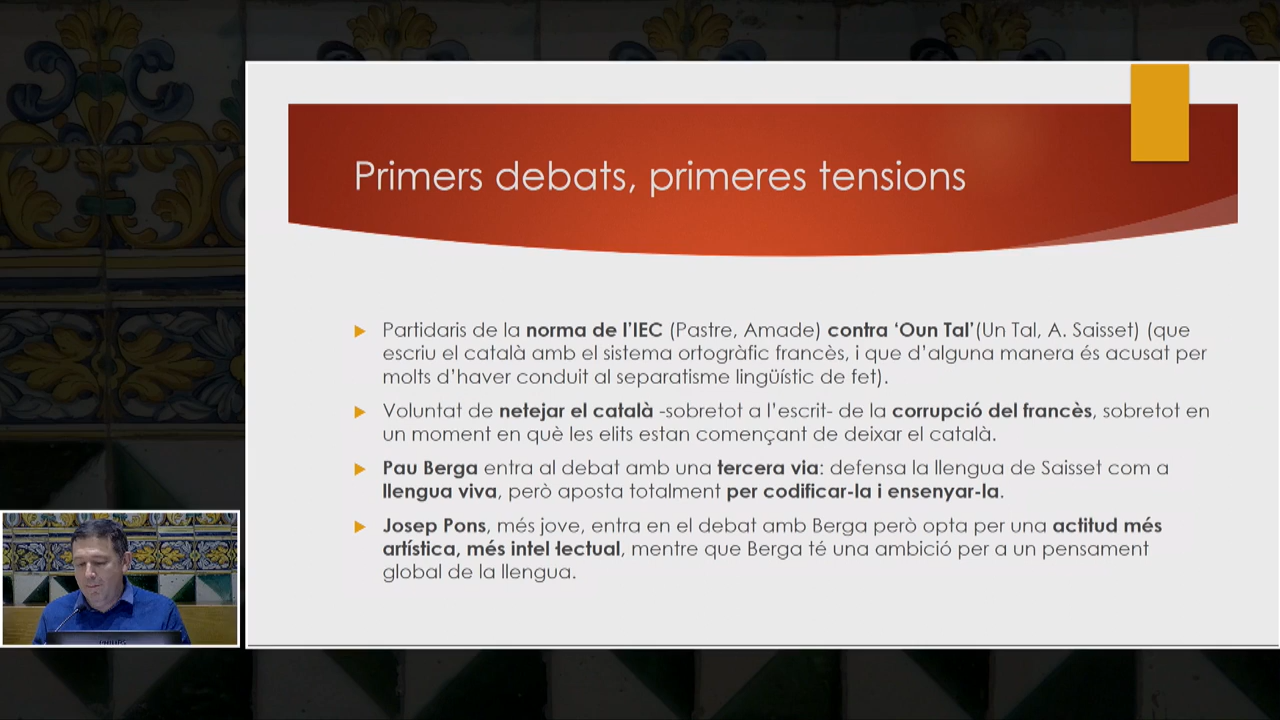 Primers debats, primeres tensions
Partidaris de la norma de l'IEC (Pastre, Amade) contra ‘Oun Tal’(Un Tal, A. Saisset) (que
escriu el català amb el sistema ortogràfic francès, i que d’alguna manera és acusat per
molts d’haver conduit al separatisme lingüístic de fet).
Voluntat de netejar el català -sobretot a l’escrit- de la corrupció del francès, sobretot en
un moment en què les elits estan començant de deixar el català.
Pau Berga entra al debat amb una tercera via: defensa la llengua de Saisset com a
llengua viva, però aposta totalment per codificar-la i ensenyar-la.
Josep Pons, més jove, entra en el debat amb Berga però opta per una actitud més
artística, més intel·lectual, mentre que Berga té una ambició per a un pensament
global de la llengua.